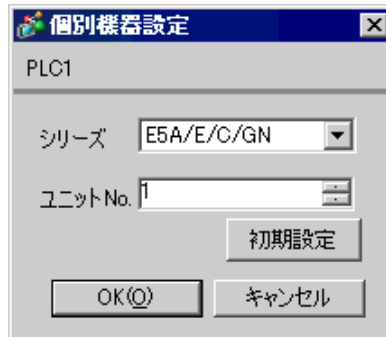 個別機器設定
PLC1
シリーズ E5A/E/C/GN
ユニットNo. 1
初期設定
OK(O) キャンセル